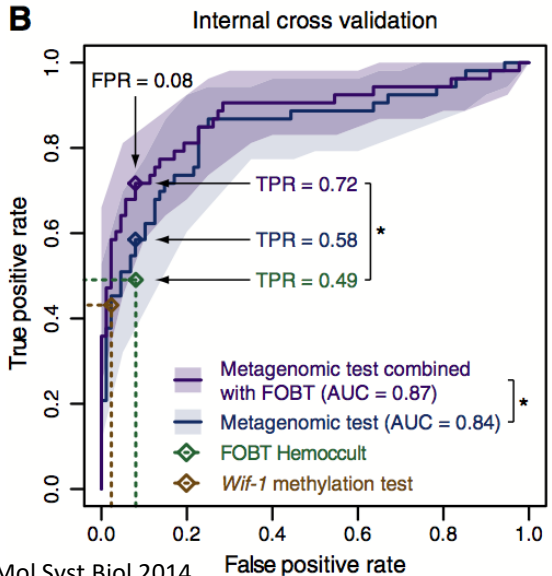 B
Internal cross validation
FPR = 0.08
TPR = 0.72
TPR = 0.58
*
TPR = 0.49
Metagenomic test combined
with FOBT (AUC = 0.87)
*
Metagenomic test (AUC = 0.84)
FOBT Hemoccult
Wif-1 methylation test
True positive rate
1.0
0.8
0.6
0.4
0.2
0.0
0.0 0.2 0.4 0.6 0.8 1.0
False positive rate
Mol Syst Biol 2014